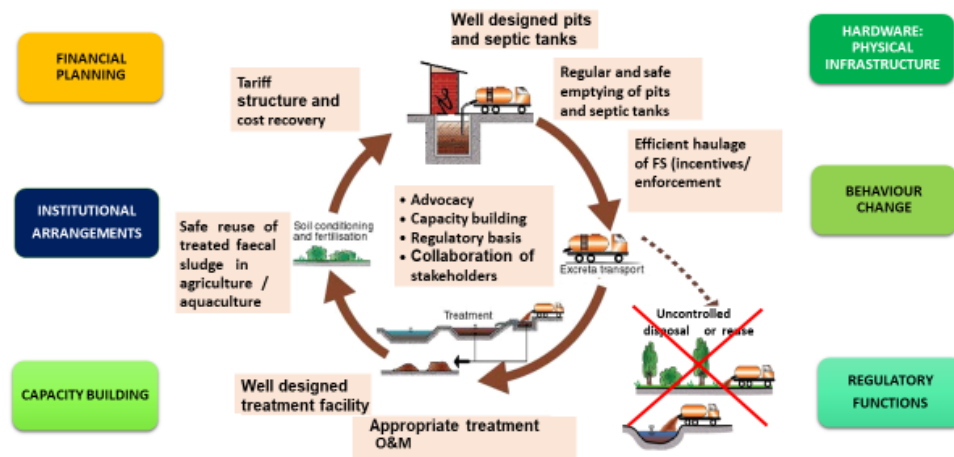 FINANCIAL
PLANNING
INSTITUTIONAL
ARRANGEMENTS
CAPACITY BUILDING
Well designed pits
and septic tanks
Tariff
structure and
cost recovery
Regular and safe
emptying of pits
and septic tanks
Efficient haulage
of FS (incentives/
enforcement
• Advocacy
• Capacity building
• Regulatory basis
• Collaboration of
stakeholders
Soil conditioning
and fertilisation
Safe reuse of
treated faecal
sludge in
agriculture /
aquaculture
Excreta transport
Treatment
Uncontrolled
disposal or reuse
Well designed
treatment facility
Appropriate treatment
O&M
HARDWARE:
PHYSICAL
INFRASTRUCTURE
BEHAVIOUR
CHANGE
REGULATORY
FUNCTIONS